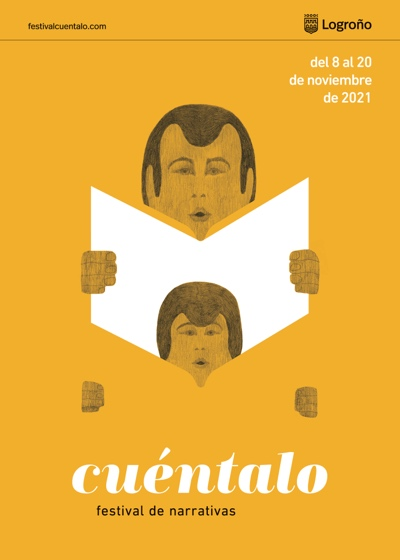 festivalcuentalo.com
Logroño
del 8 al 20
de noviembre
de 2021
cuéntalo
festival de narrativas